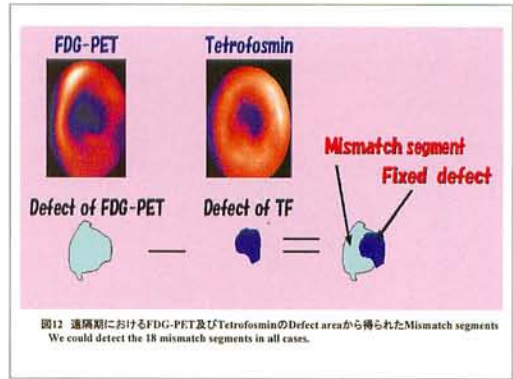 FDG-PET Tetrofosmin
Mismatch segment
Fixed defect
Defect of FDG-PET Defect of TF
図12 遠隔期におけるFDG-PET及びTetrofosminのDefect areaから得られたMismatch segments
We could detect the 18 mismatch segments in all cases.